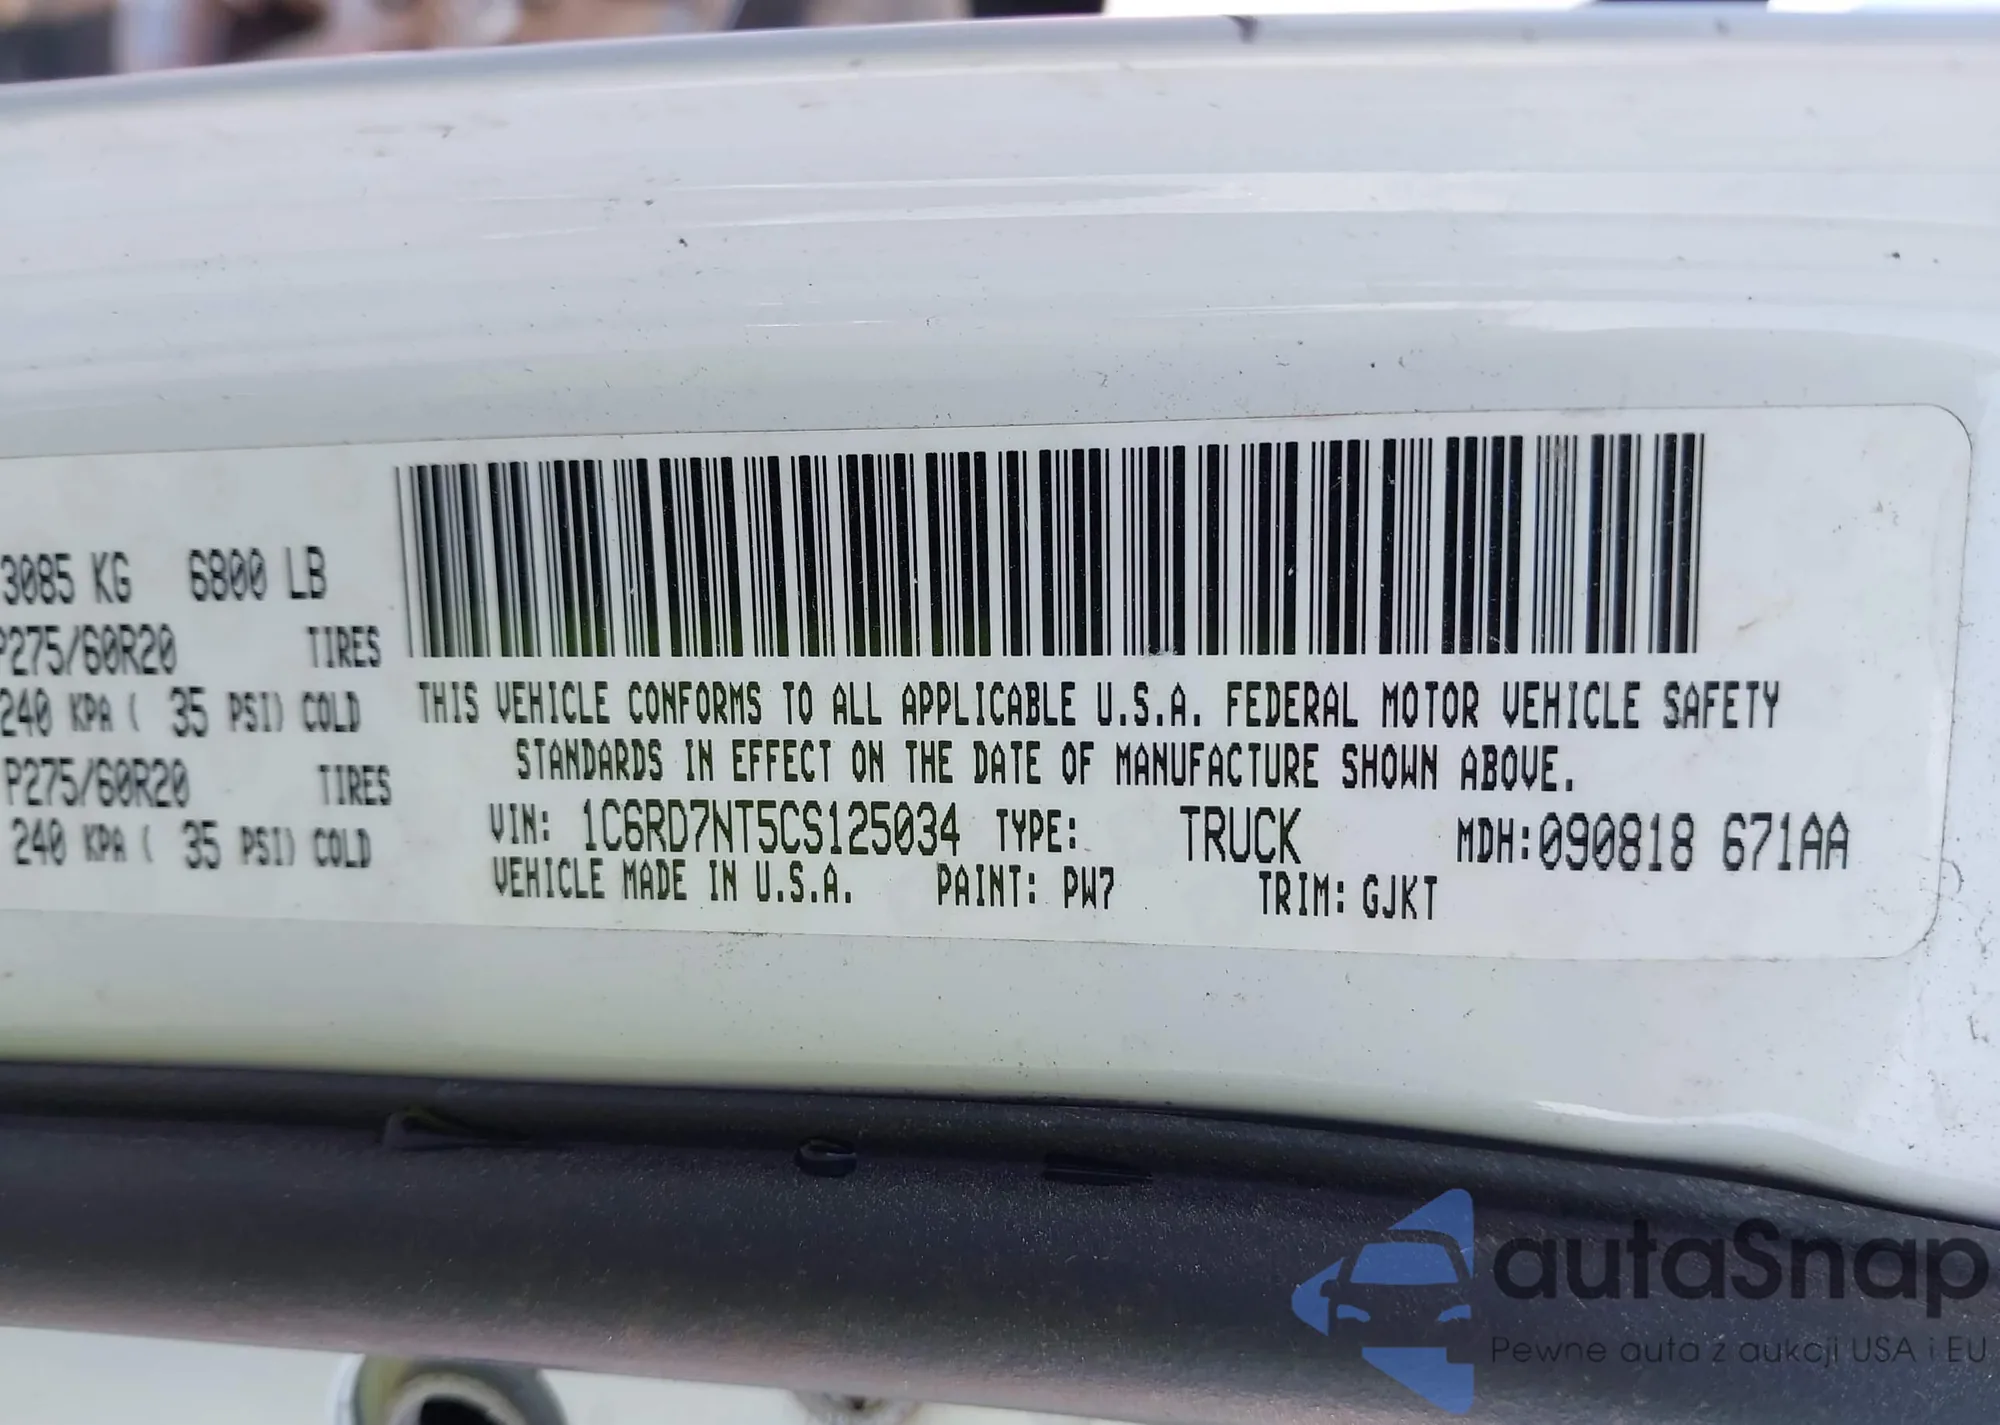 3085 KG 6800 LB
P275/60R20 TIRES
240 KPA ( 35 PSI) COLD
P275/60R20 TIRES
240 KPA ( 35 PSI) COLD
THIS VEHICLE CONFORMS TO ALL APPLICABLE U.S.A. FEDERAL MOTOR VEHICLE SAFETY
STANDARDS IN EFFECT ON THE DATE OF MANUFACTURE SHOWN ABOVE.
VIN: 1C6RD7NT5CS125034 TYPE: TRUCK MDH:090818 671AA
VEHICLE MADE IN U.S.A. PAINT: PW7 TRIM: GJKT
autaSnap
Pewne auta z aukcji USA i EU